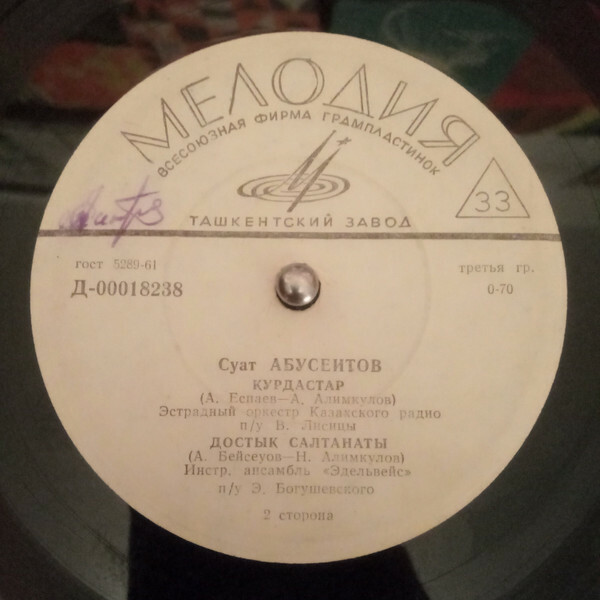 МЕЛОДИЯ
ВСЕСОЮЗНАЯ ФИРМА ГРАМПЛАСТИНОК
33
ТАШКЕНТСКИЙ ЗАВОД
гост 5289-61
третья гр.
Д-00018238
0-70
Суат АБУСЕИТОВ
ҚУРДАСТАР
(А. Еспаев—А. Алимкулов)
Эстрадный оркестр Казахского радио
п/у В. Лисицы
ДОСТЫҚ САЛТАНАТЫ
(А. Бейсеуов—Н. Алимкулов)
Инстр. ансамбль «Эдельвейс»
п/у Э. Богушевского
2 сторона